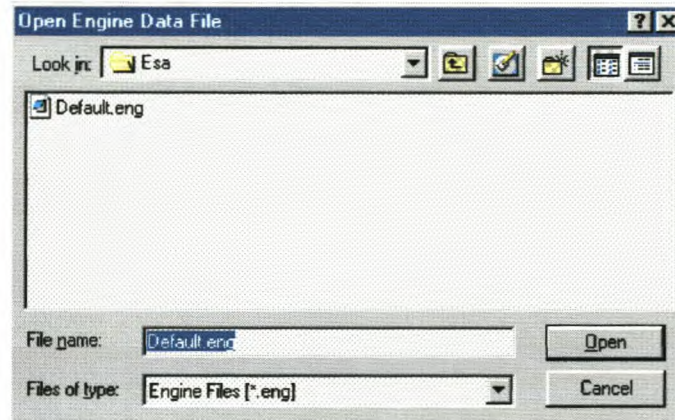 Open Engine Data File
Look in: Esa
Default.eng
File name: Default.eng Open
Files of type: Engine Files [*.eng] Cancel